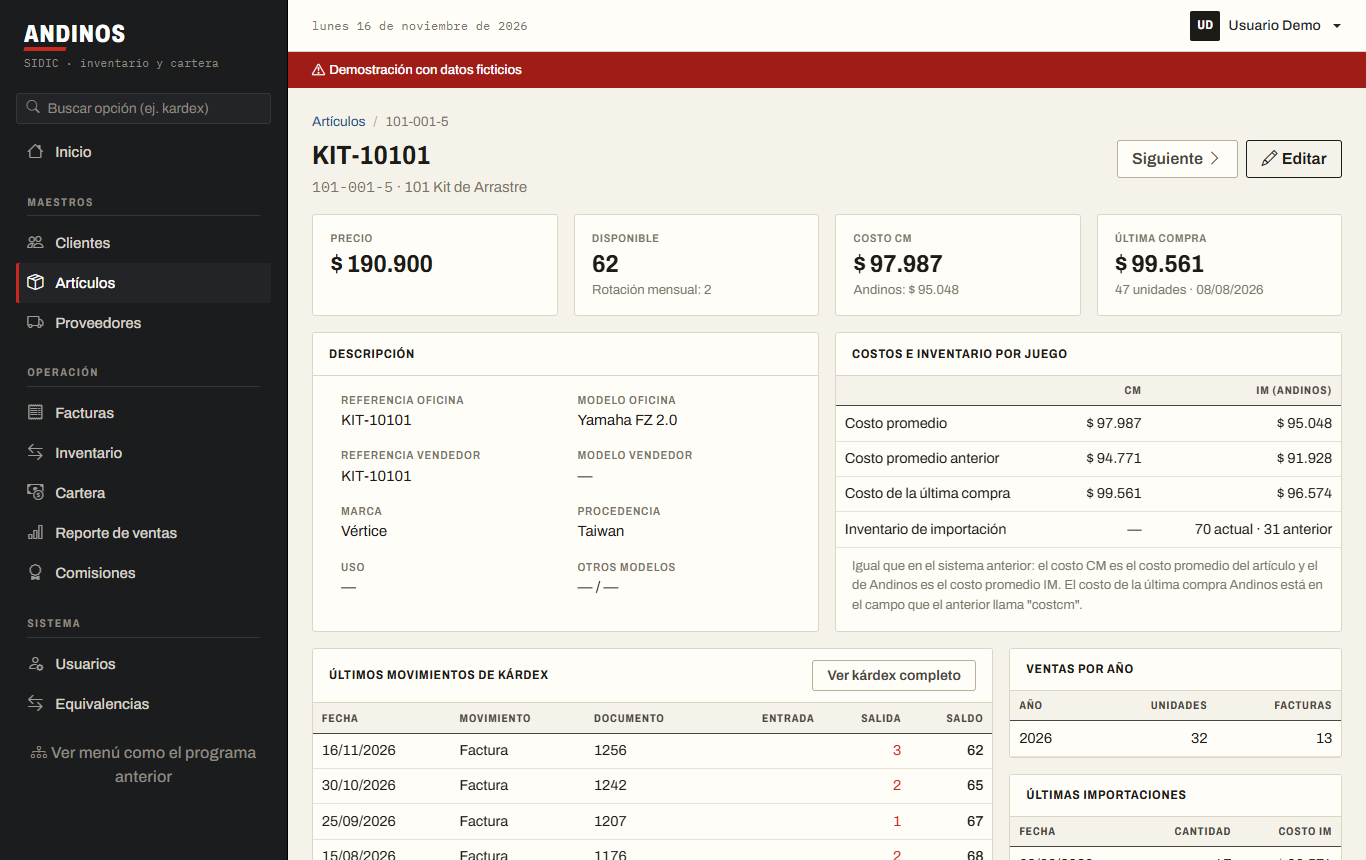 ANDINOS
SIDIC · inventario y cartera
Buscar opción (ej. kardex)
Inicio
MAESTROS
Clientes
Artículos
Proveedores
OPERACIÓN
Facturas
Inventario
Cartera
Reporte de ventas
Comisiones
SISTEMA
Usuarios
Equivalencias
Ver menú como el programa
anterior
lunes 16 de noviembre de 2026
UD Usuario Demo
Demostración con datos ficticios
Artículos / 101-001-5
KIT-10101
101-001-5 · 101 Kit de Arrastre
Siguiente
Editar
PRECIO
$ 190.900
DISPONIBLE
62
Rotación mensual: 2
COSTO CM
$ 97.987
Andinos: $ 95.048
ÚLTIMA COMPRA
$ 99.561
47 unidades · 08/08/2026
DESCRIPCIÓN
REFERENCIA OFICINA MODELO OFICINA
KIT-10101 Yamaha FZ 2.0
REFERENCIA VENDEDOR MODELO VENDEDOR
KIT-10101 —
MARCA PROCEDENCIA
Vértice Taiwan
USO OTROS MODELOS
— — / —
COSTOS E INVENTARIO POR JUEGO
CM IM (ANDINOS)
Costo promedio $ 97.987 $ 95.048
Costo promedio anterior $ 94.771 $ 91.928
Costo de la última compra $ 99.561 $ 96.574
Inventario de importación — 70 actual · 31 anterior
Igual que en el sistema anterior: el costo CM es el costo promedio del artículo y el
de Andinos es el costo promedio IM. El costo de la última compra Andinos está en
el campo que el anterior llama "costcm".
ÚLTIMOS MOVIMIENTOS DE KÁRDEX
Ver kárdex completo
FECHA MOVIMIENTO DOCUMENTO ENTRADA SALIDA SALDO
16/11/2026 Factura 1256 3 62
30/10/2026 Factura 1242 2 65
25/09/2026 Factura 1207 1 67
15/08/2026 Factura 1176 2 68
VENTAS POR AÑO
AÑO UNIDADES FACTURAS
2026 32 13
ÚLTIMAS IMPORTACIONES
FECHA CANTIDAD COSTO IM